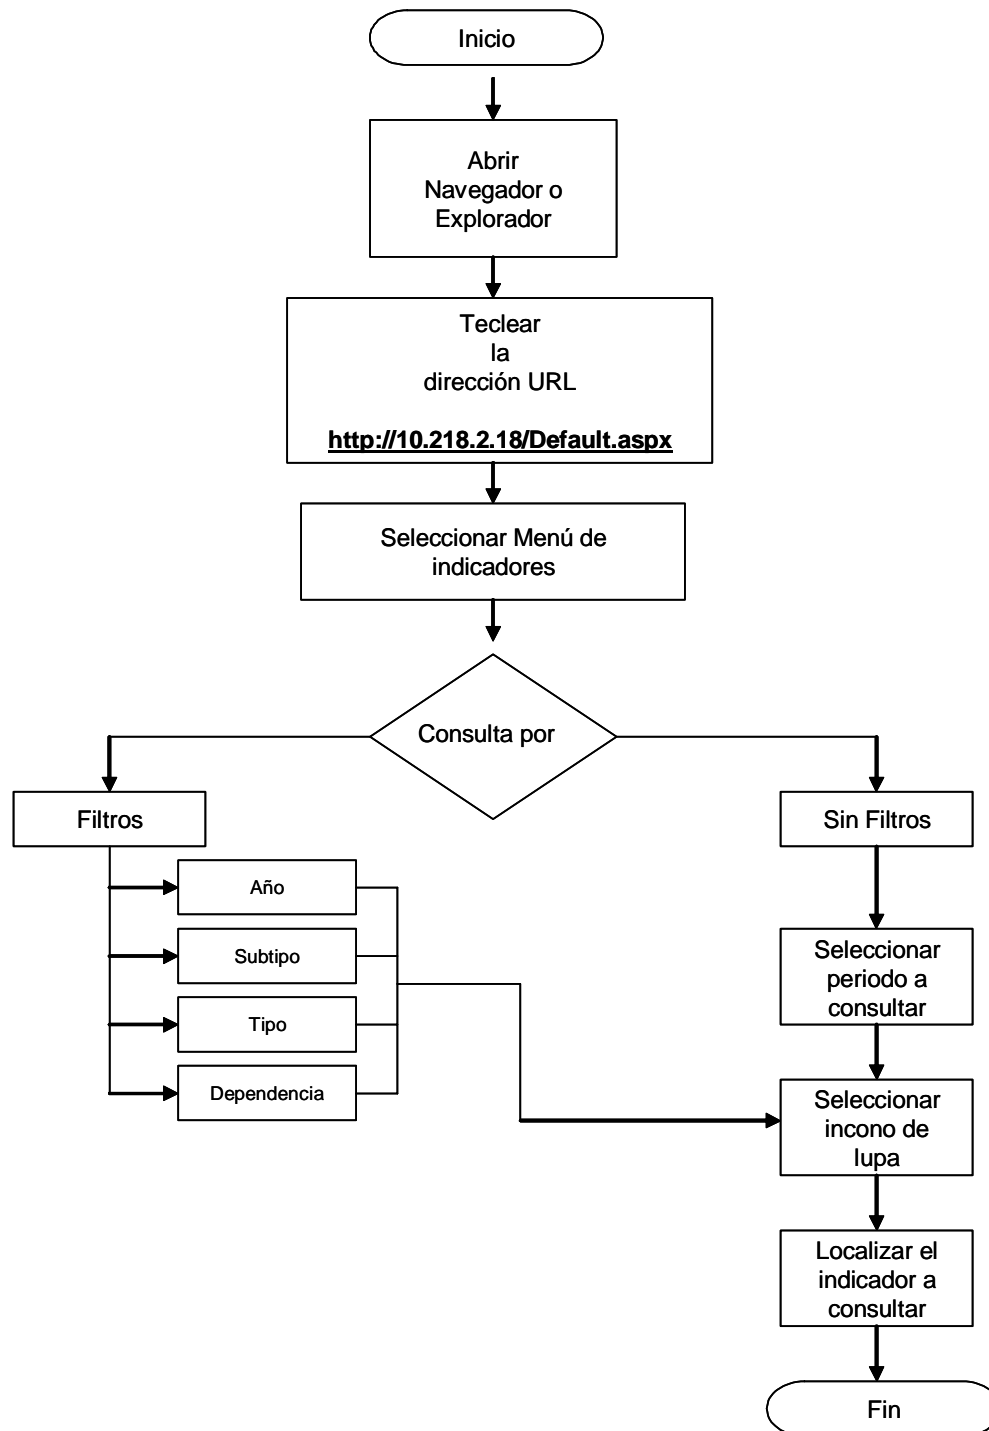 Inicio
Abrir
Navegador o
Explorador
Teclear
la
dirección URL
http://10.218.2.18/Default.aspx
Seleccionar Menú de
indicadores
Consulta por
Filtros
Sin Filtros
Año
Subtipo
Tipo
Dependencia
Seleccionar
periodo a
consultar
Seleccionar
incono de
lupa
Localizar el
indicador a
consultar
Fin